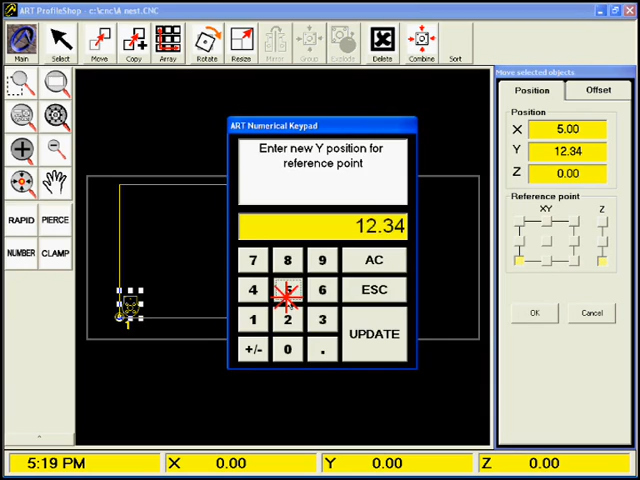 ART.ProfileShop - c:\cnc\A nest.CNC
Main
Select
Move
Copy
Array
Rotate
Resize
Mirror
Group
Explode
Delete
Combine
Sort
RAPID
PIERCE
NUMBER
CLAMP
1
ART Numerical Keypad
Enter new Y position for
reference point
12.34
7 8 9 AC
4 5 6 ESC
1 2 3 UPDATE
+/- 0 .
Move selected objects
Position Offset
Position
X 5.00
Y 12.34
Z 0.00
Reference point
XY Z
OK Cancel
5:19 PM X 0.00 Y 0.00 Z 0.00